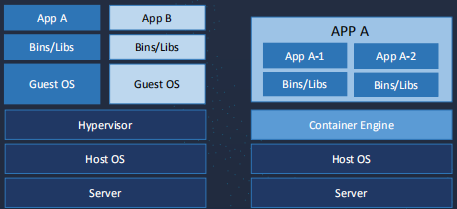 App A
App B
Bins/Libs
Bins/Libs
Guest OS
Guest OS
Hypervisor
Host OS
Server
APP A
App A-1
App A-2
Bins/Libs
Bins/Libs
Container Engine
Host OS
Server